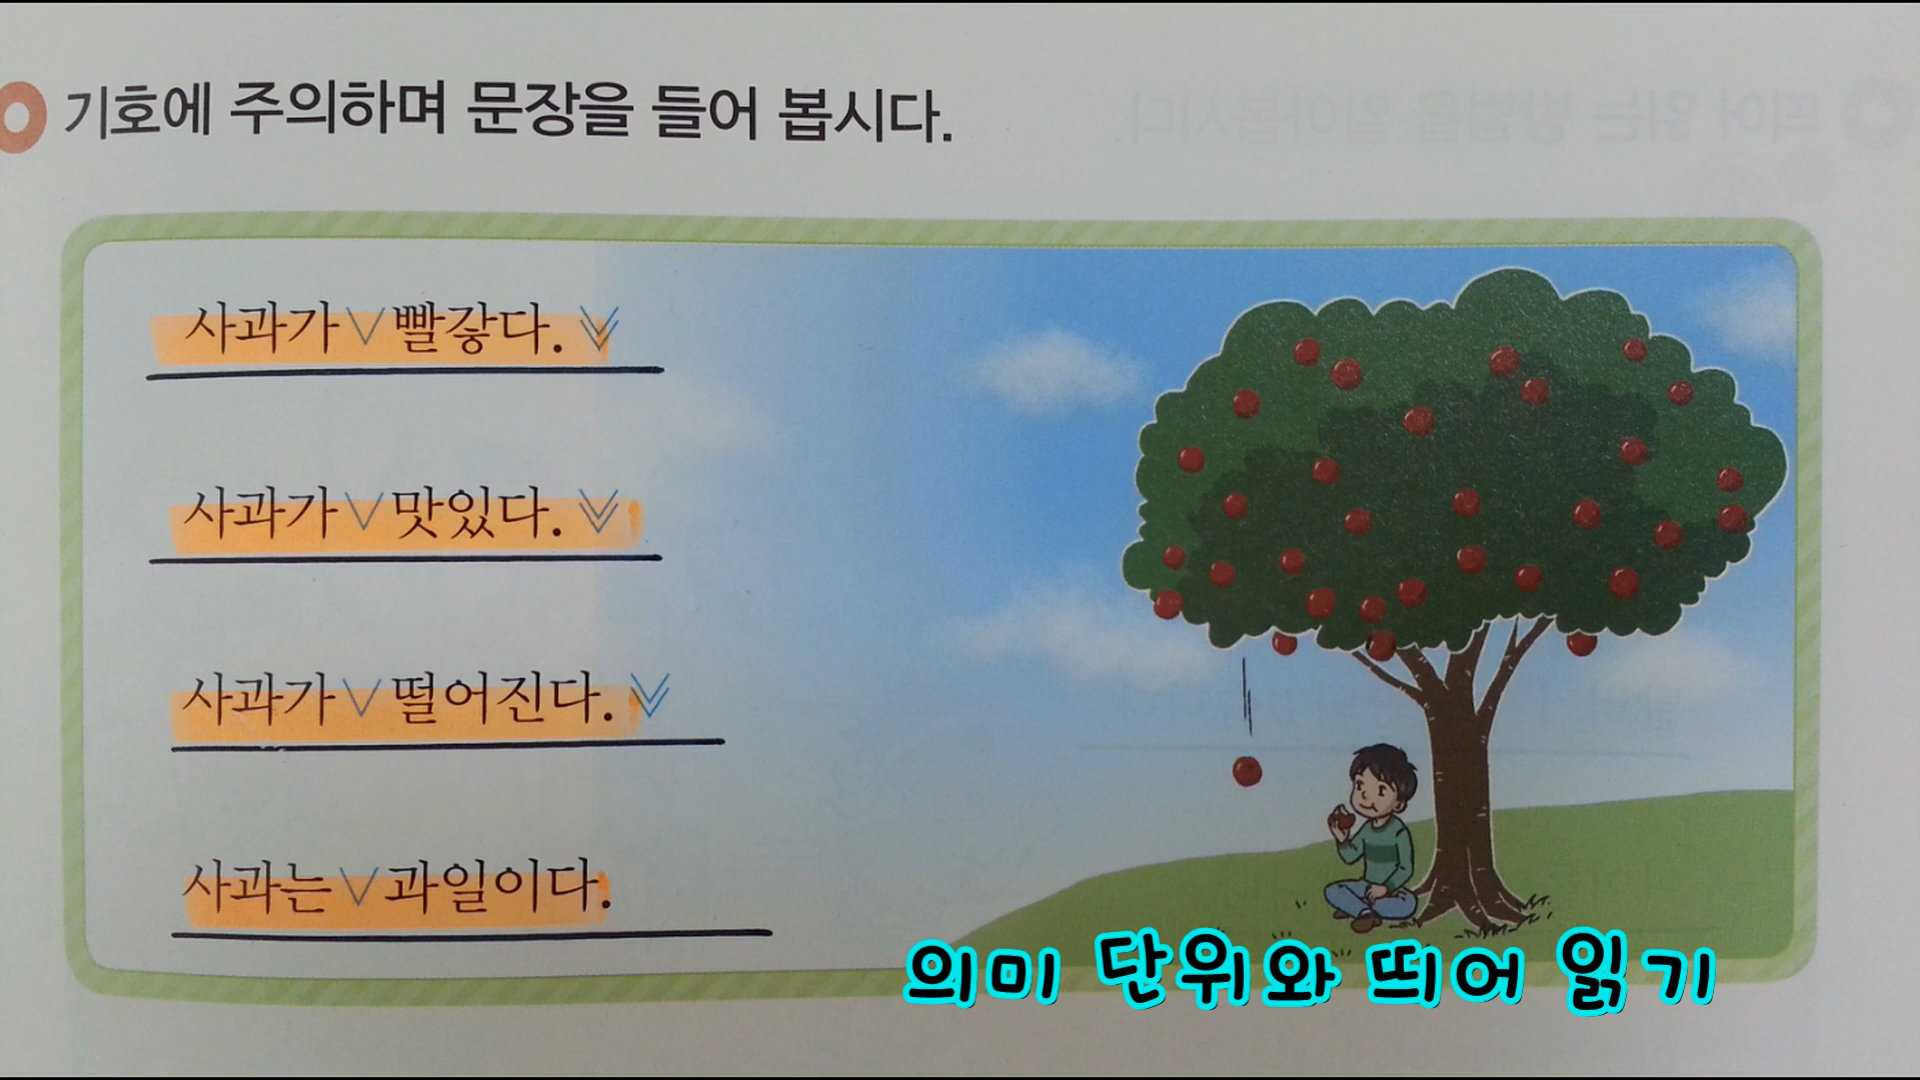 기호에 주의하며 문장을 들어 봅시다.
사과가∨빨갛다.⩔
사과가∨맛있다.⩔
사과가∨떨어진다.⩔
사과는∨과일이다.
의미 단위와 띄어 읽기